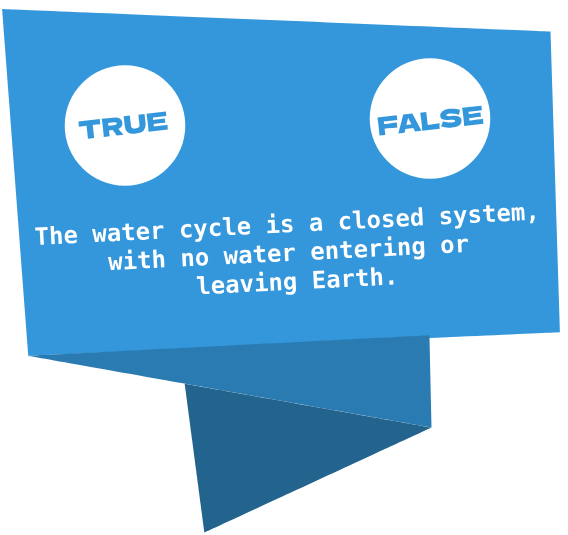 TRUE
FALSE
The water cycle is a closed system,
with no water entering or
leaving Earth.